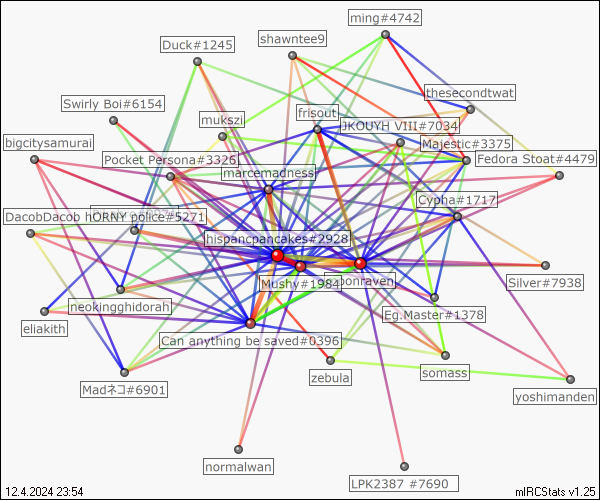 ming#4742
shawntee9
Duck#1245
thesecondtwat
Swirly Boi#6154
frisout
mukszi
JKOUYH VIII#7034
bigcitysamurai
Majestic#3375
Pocket Persona#3326
Fedora Stoat#4479
marcemadness
Cypha#1717
DacobDacob h
HORNY police#5271
hispancpancakes#2928
Mushy#1984
Silver#7938
neokingghidorah
Eg.Master#1378
eliakith
Can anything be saved#0396
zebula
somass
Madネコ#6901
yoshimanden
normalwan
LPK2387 #7690
12.4.2024 23:54
mIRCStats v1.25